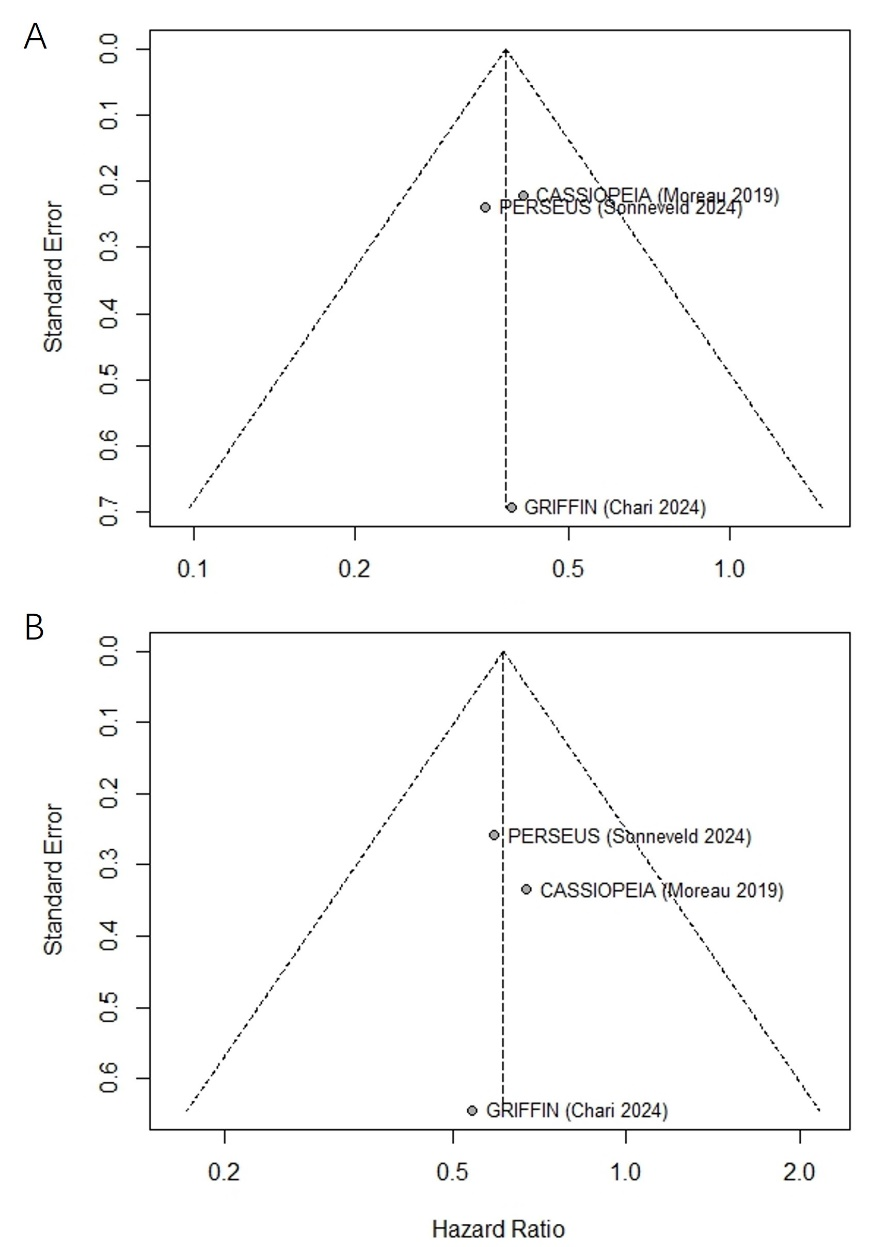 A
0.0
0.1
0.2
0.3
0.4
0.5
0.6
0.7
Standard Error
CASSIOPEIA (Moreau 2019)
PERSEUS (Sonneveld 2024)
GRIFFIN (Chari 2024)
0.1 0.2 0.5 1.0
B
0.0
0.1
0.2
0.3
0.4
0.5
0.6
Standard Error
PERSEUS (Sonneveld 2024)
CASSIOPEIA (Moreau 2019)
GRIFFIN (Chari 2024)
0.2 0.5 1.0 2.0
Hazard Ratio